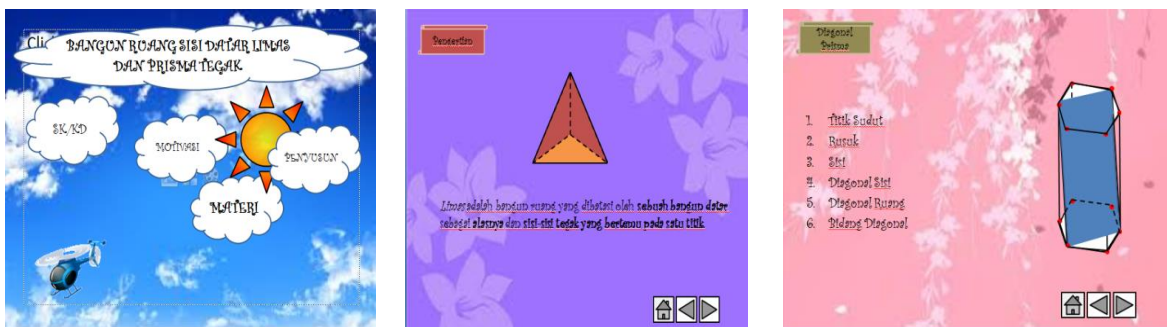 Cli
BANGUN RUANG SISI DATAR LIMAS
DAN PRISMA TEGAK
SK/KD
MOTIVASI
PENYUSUN
MATERI
Pengertian
Limas adalah bangun ruang yang dibatasi oleh sebuah bangun datar
sebagai alasnya dan sisi-sisi tegak yang bertemu pada satu titik
Diagonal
Prisma
1. Titik Sudut
2. Rusuk
3. Sisi
4. Diagonal Sisi
5. Diagonal Ruang
6. Bidang Diagonal